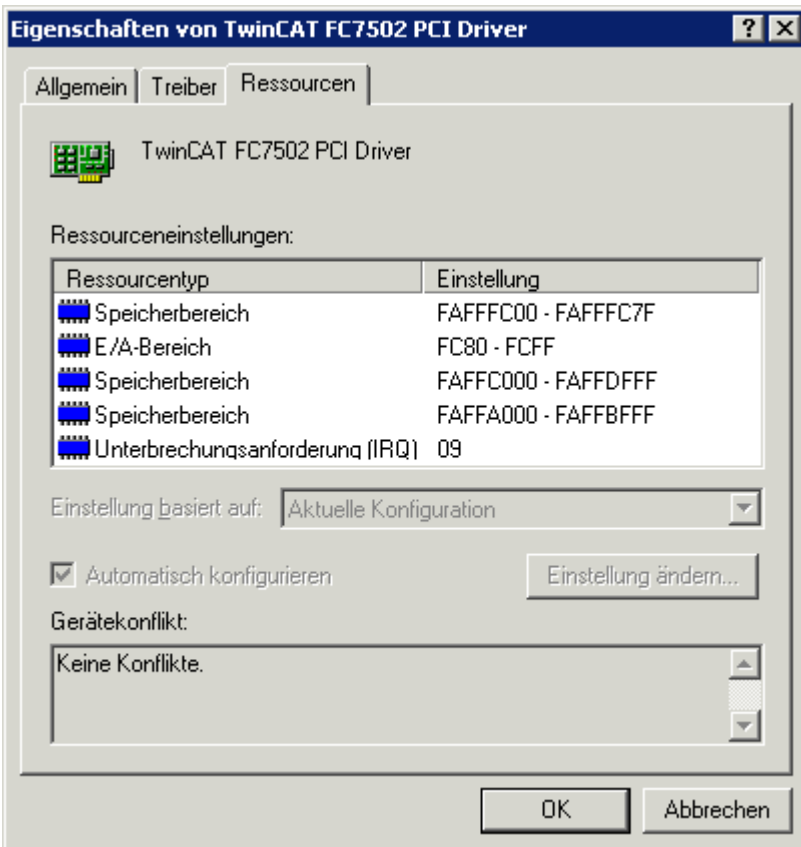 Eigenschaften von TwinCAT FC7502 PCI Driver
Allgemein Treiber Ressourcen
TwinCAT FC7502 PCI Driver
Ressourceneinstellungen:
Ressourcentyp Einstellung
Speicherbereich FAFFFC00 - FAFFFC7F
E/A-Bereich FC80 - FCFF
Speicherbereich FAFFC000 - FAFFDFFF
Speicherbereich FAFFA000 - FAFFBFFF
Unterbrechungsanforderung (IRQ) 09
Einstellung basiert auf: Aktuelle Konfiguration
Automatisch konfigurieren Einstellung ändern...
Gerätekonflikt:
Keine Konflikte.
OK Abbrechen